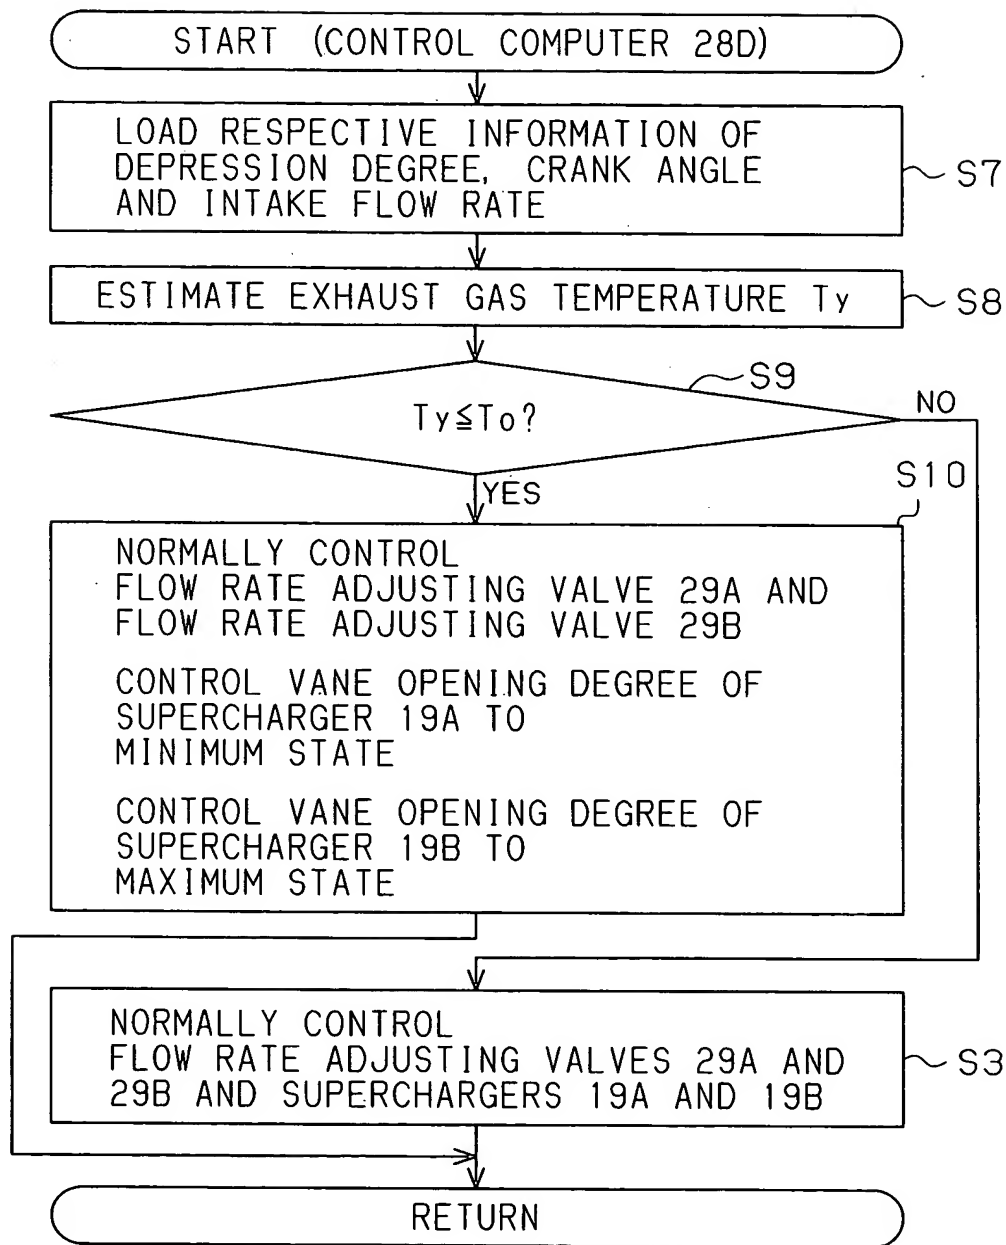 START (CONTROL COMPUTER 28D)
LOAD RESPECTIVE INFORMATION OF
DEPRESSION DEGREE, CRANK ANGLE
AND INTAKE FLOW RATE
S7
ESTIMATE EXHAUST GAS TEMPERATURE Ty
S8
S9
Ty≦To?
NO
YES
S10
NORMALLY CONTROL
FLOW RATE ADJUSTING VALVE 29A AND
FLOW RATE ADJUSTING VALVE 29B
CONTROL VANE OPENING DEGREE OF
SUPERCHARGER 19A TO
MINIMUM STATE
CONTROL VANE OPENING DEGREE OF
SUPERCHARGER 19B TO
MAXIMUM STATE
NORMALLY CONTROL
FLOW RATE ADJUSTING VALVES 29A AND
29B AND SUPERCHARGERS 19A AND 19B
S3
RETURN